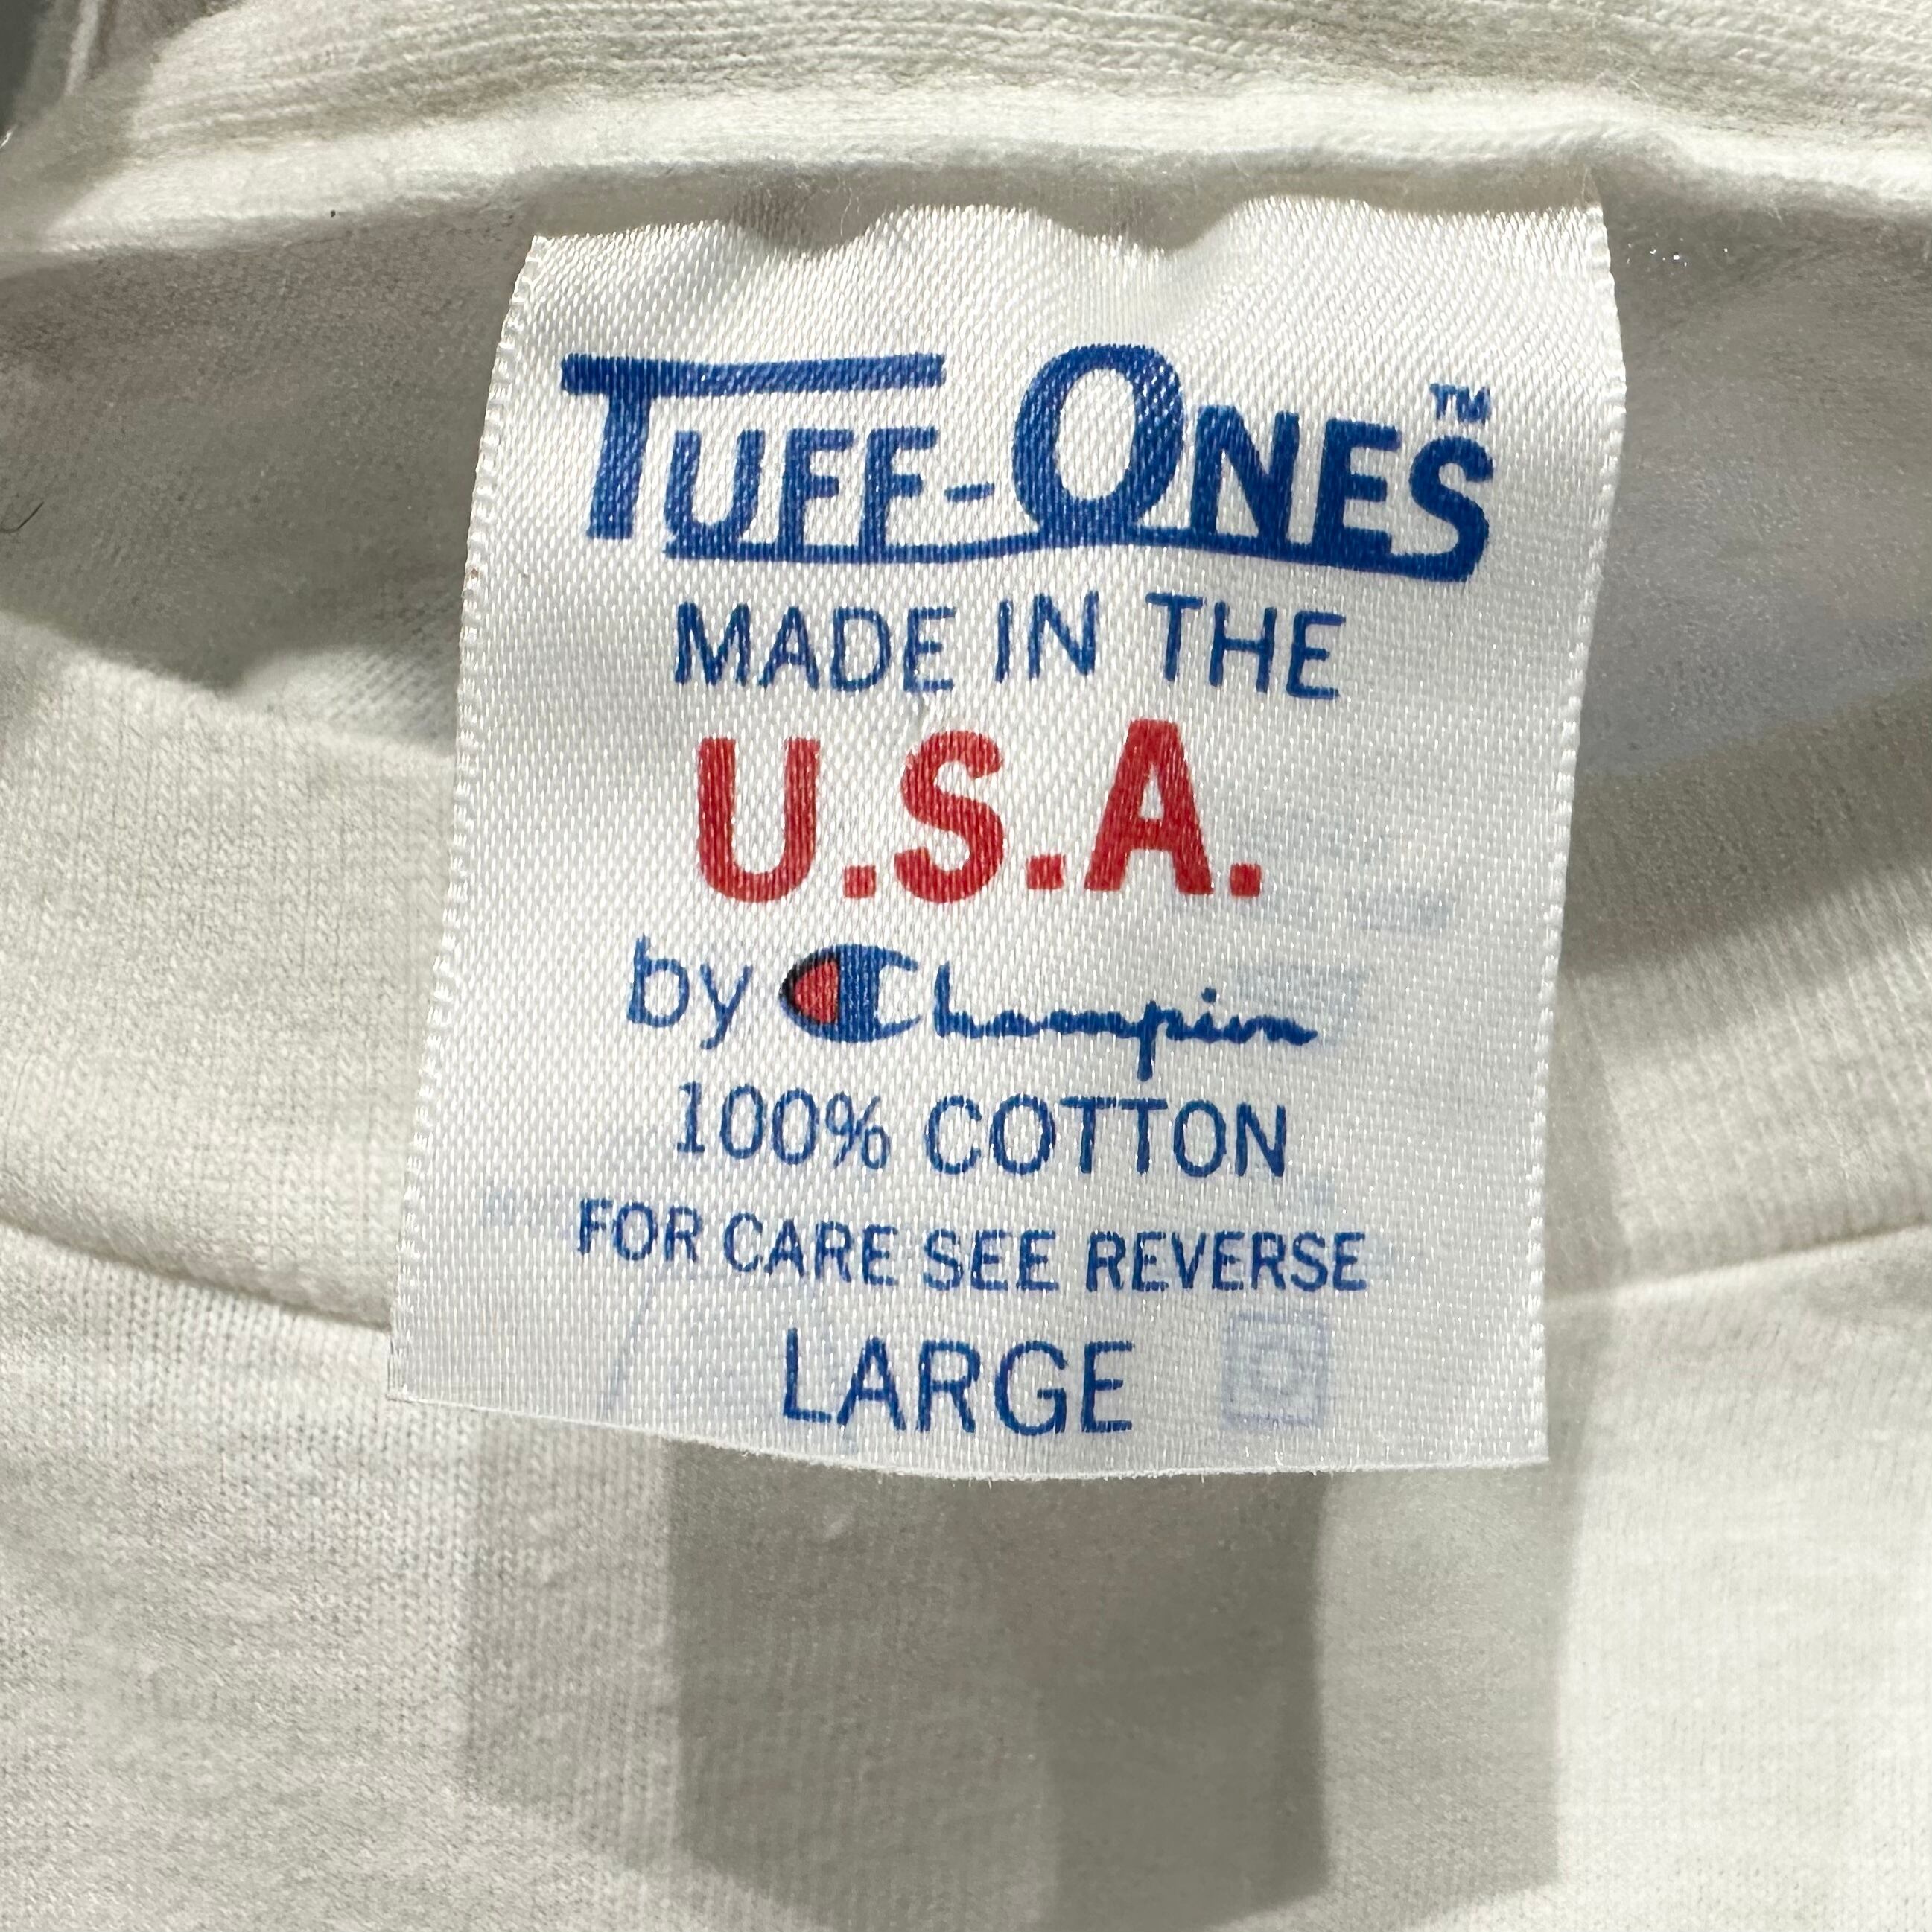 TUFF-ONES™
MADE IN THE
U.S.A.
by Champion
100% COTTON
FOR CARE SEE REVERSE
LARGE